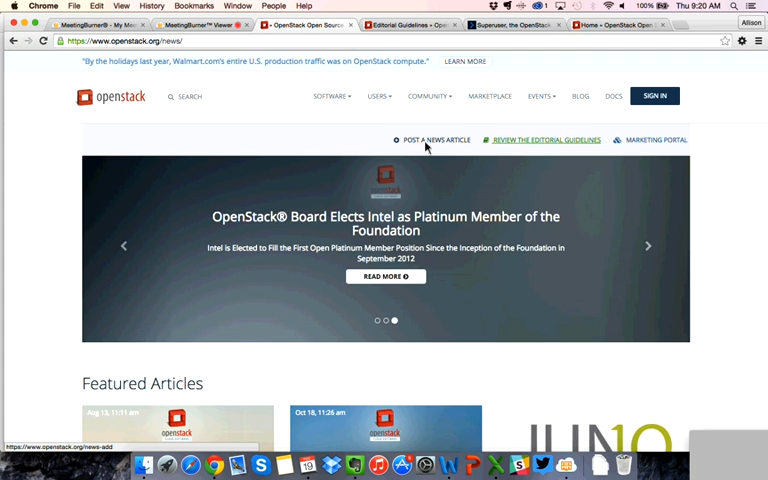 Chrome File Edit View History Bookmarks Window People Help
1 Thu 9:20 AM
MeetingBurner® - My Mee
MeetingBurner™ Viewer
OpenStack Open Source
Editorial Guidelines » Ope
Superuser, the OpenStack
Home » OpenStack Open
Allison
https://www.openstack.org/news/
"By the holidays last year, Walmart.com's entire U.S. production traffic was on OpenStack compute." LEARN MORE
openstack
SEARCH
SOFTWARE USERS COMMUNITY MARKETPLACE EVENTS BLOG DOCS SIGN IN
POST A NEWS ARTICLE REVIEW THE EDITORIAL GUIDELINES MARKETING PORTAL
OpenStack® Board Elects Intel as Platinum Member of the
Foundation
Intel is Elected to Fill the First Open Platinum Member Position Since the Inception of the Foundation in
September 2012
READ MORE
Featured Articles
Aug 13, 11:11 am
openstack
Oct 18, 11:26 am
openstack
JUNO
https://www.openstack.org/news-add
19